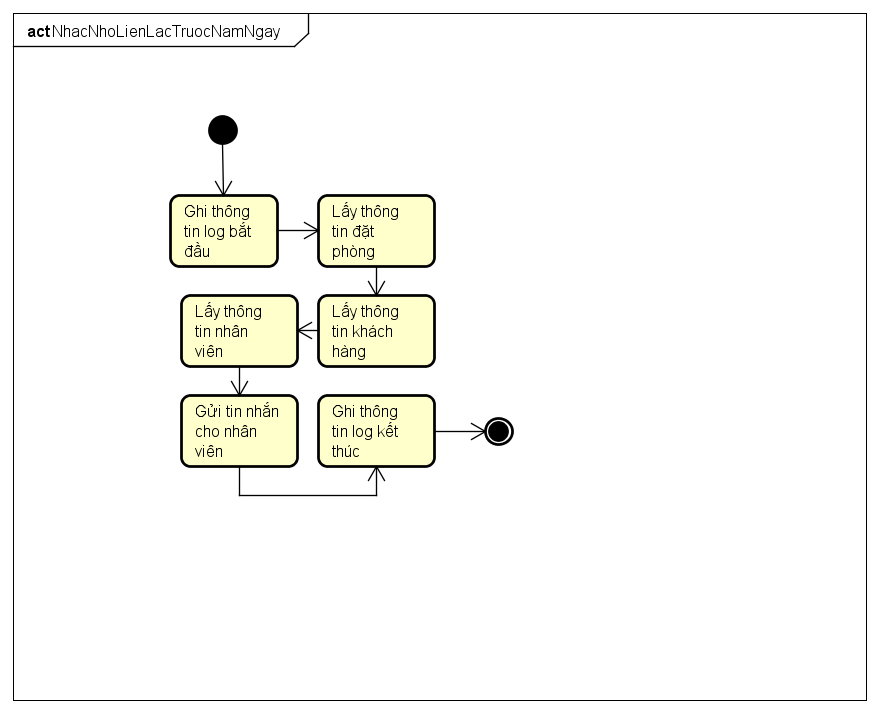 act NhacNhoLienLacTruocNamNgay
Ghi thông
tin log bắt
đầu
Lấy thông
tin đặt
phòng
Lấy thông
tin nhân
viên
Lấy thông
tin khách
hàng
Gửi tin nhắn
cho nhân
viên
Ghi thông
tin log kết
thúc